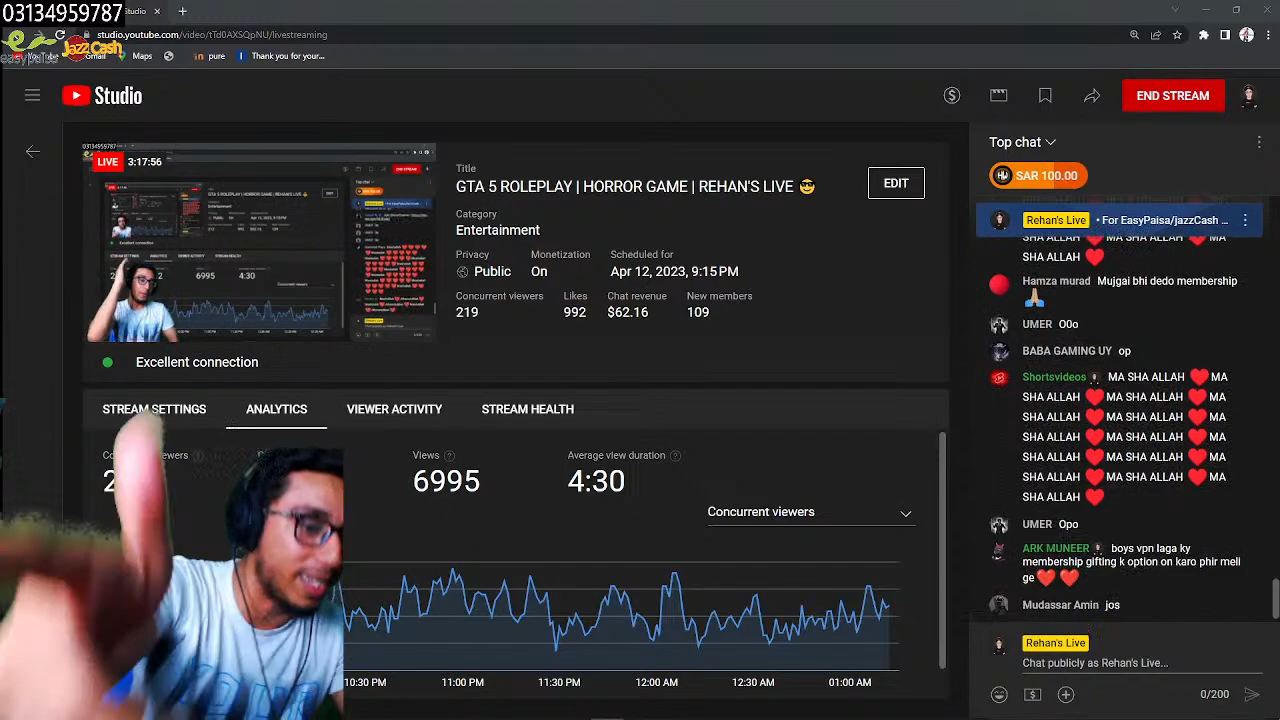 03134959787
studio.youtube.com/video/tTd0AXSQpNU/livestreaming
easypaisa
JazzCash
YouTube
Gmail
Maps
pure
Thank you for your...
Studio
END STREAM
LIVE 3:17:56
Title
GTA 5 ROLEPLAY | HORROR GAME | REHAN'S LIVE 😎
EDIT
Category
Entertainment
Privacy Monetization Scheduled for
Public On Apr 12, 2023, 9:15 PM
Concurrent viewers Likes Chat revenue New members
219 992 $62.16 109
Excellent connection
STREAM SETTINGS ANALYTICS VIEWER ACTIVITY STREAM HEALTH
Views Average view duration
6995 4:30
Concurrent viewers
10:30 PM 11:00 PM 11:30 PM 12:00 AM 12:30 AM 01:00 AM
Top chat
SAR 100.00
Rehan's Live • For EasyPaisa/JazzCash ...
SHA ALLAH ❤️ MA
SHA ALLAH ❤️
Hamza murad Mujgai bhi dedo membership
🙏
UMER O0o
BABA GAMING UY op
Shortsvideos MA SHA ALLAH ❤️ MA
SHA ALLAH ❤️ MA SHA ALLAH ❤️ MA
SHA ALLAH ❤️ MA SHA ALLAH ❤️ MA
SHA ALLAH ❤️ MA SHA ALLAH ❤️ MA
SHA ALLAH ❤️ MA SHA ALLAH ❤️ MA
SHA ALLAH ❤️ MA SHA ALLAH ❤️ MA
SHA ALLAH ❤️
UMER Opo
ARK MUNEER boys vpn laga ky
membership gifting k option on karo phir meli
ge❤️ ❤️
Mudassar Amin jos
Rehan's Live
Chat publicly as Rehan's Live...
0/200